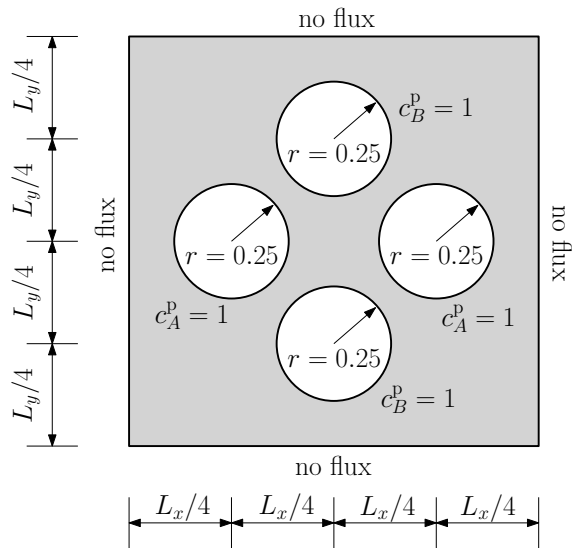 no flux
L_y/4
c_B^p = 1
r = 0.25
L_y/4
no flux
r = 0.25
r = 0.25
no flux
L_y/4
c_A^p = 1
c_A^p = 1
r = 0.25
L_y/4
c_B^p = 1
no flux
L_x/4 L_x/4 L_x/4 L_x/4